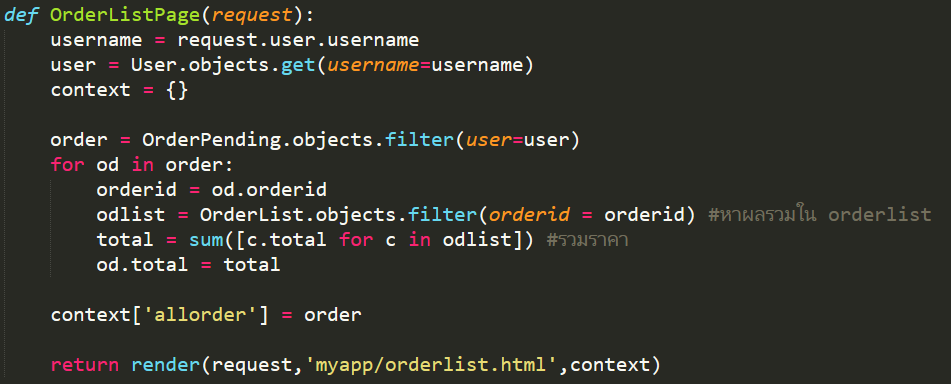 def OrderListPage(request):
    username = request.user.username
    user = User.objects.get(username=username)
    context = {}

    order = OrderPending.objects.filter(user=user)
    for od in order:
        orderid = od.orderid
        odlist = OrderList.objects.filter(orderid = orderid) #หาผลรวมใน orderlist
        total = sum([c.total for c in odlist]) #รวมราคา
        od.total = total

    context['allorder'] = order

    return render(request,'myapp/orderlist.html',context)